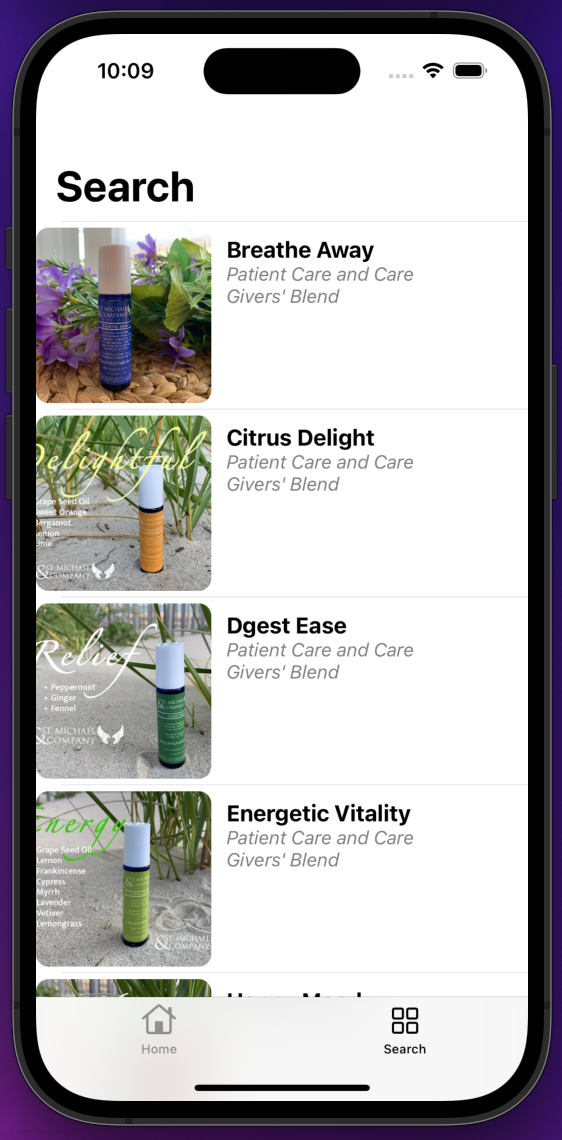 10:09
Search
Breathe Away
Patient Care and Care
Givers' Blend
ST. MICHAEL
&COMPANY
Citrus Delight
Patient Care and Care
Givers' Blend
Delightful
Grape Seed Oil
Sweet Orange
Bergamot
Lemon
Lime
&ST. MICHAEL
COMPANY
Dgest Ease
Patient Care and Care
Givers' Blend
Relief
• Peppermint
• Ginger
• Fennel
&ST. MICHAEL
COMPANY
Energetic Vitality
Patient Care and Care
Givers' Blend
Energy
Grape Seed Oil
Lemon
Frankincense
Cypress
Myrrh
Lavender
Vetiver
Lemongrass
&ST. MICHAEL
COMPANY
Home
Search